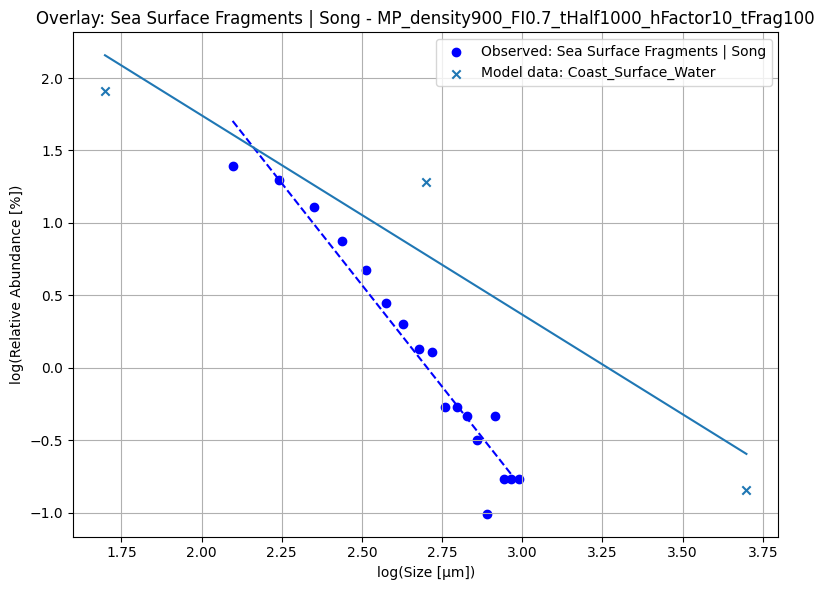 Overlay: Sea Surface Fragments | Song - MP_density900_FI0.7_tHalf1000_hFactor10_tFrag100
Observed: Sea Surface Fragments | Song
Model data: Coast_Surface_Water
log(Relative Abundance [%])
2.0
1.5
1.0
0.5
0.0
−0.5
−1.0
1.75 2.00 2.25 2.50 2.75 3.00 3.25 3.50 3.75
log(Size [μm])